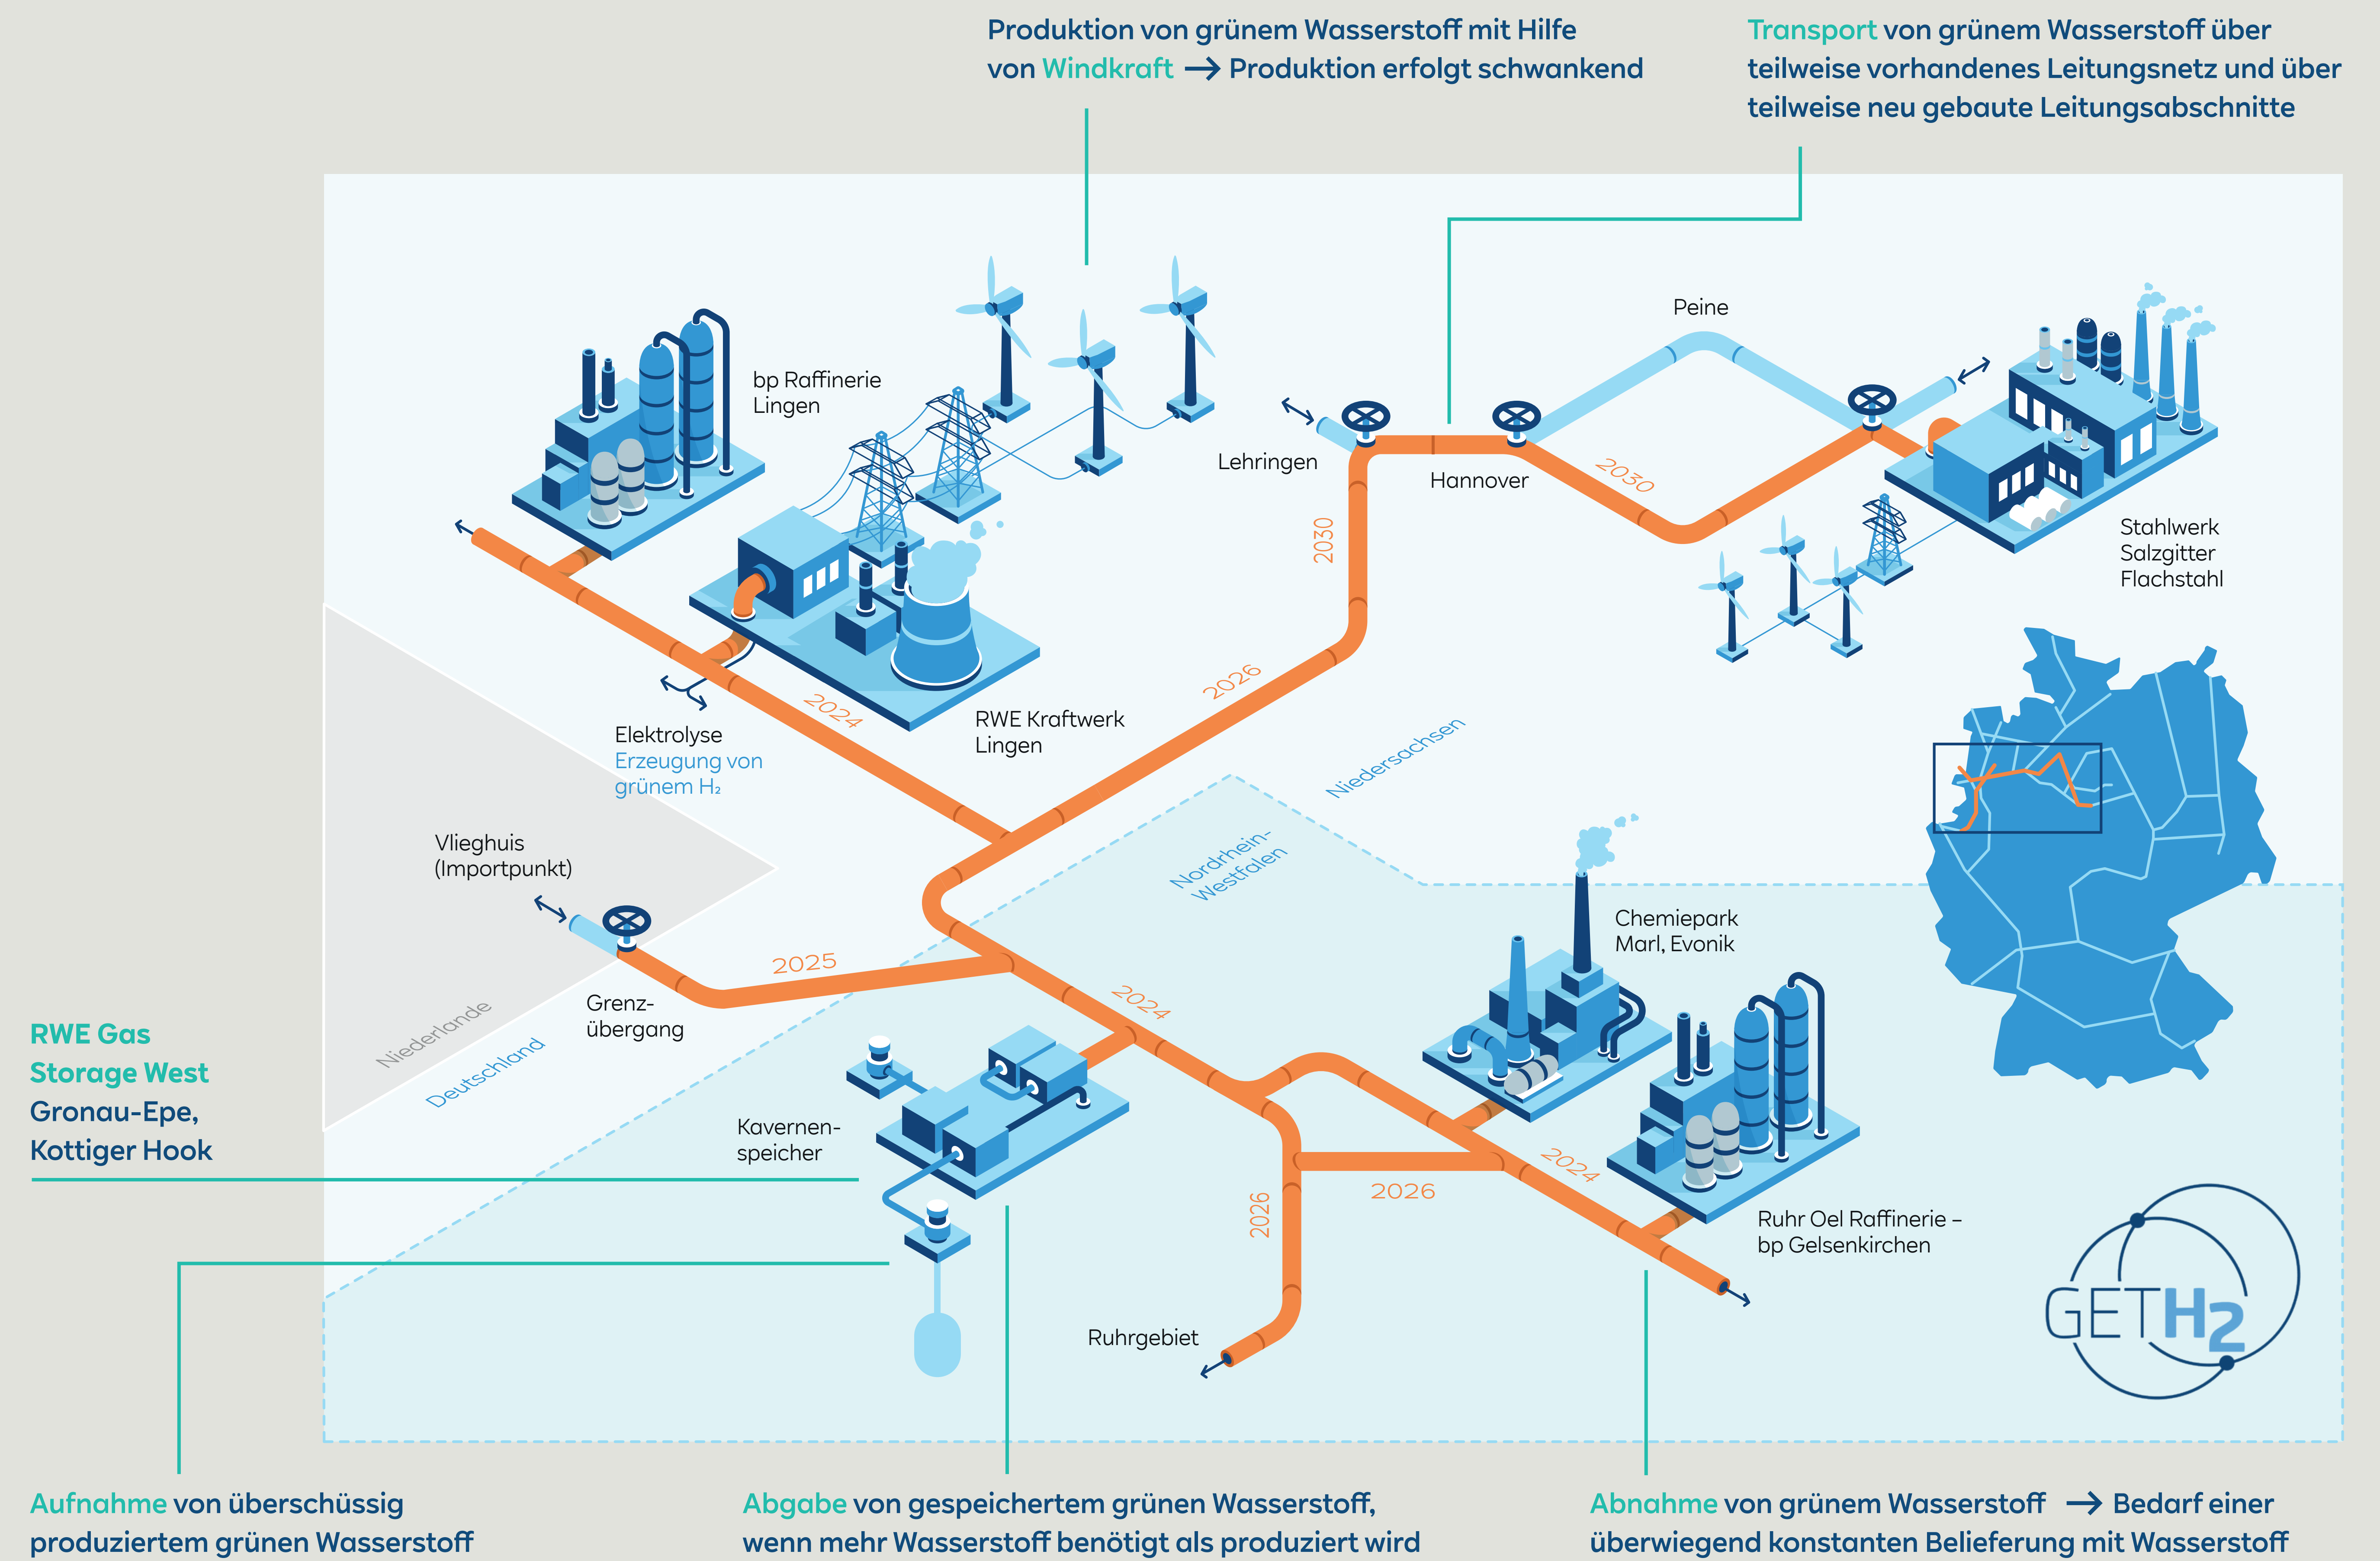 Produktion von grünem Wasserstoff mit Hilfe
von Windkraft → Produktion erfolgt schwankend
Transport von grünem Wasserstoff über
teilweise vorhandenes Leitungsnetz und über
teilweise neu gebaute Leitungsabschnitte
bp Raffinerie
Lingen
Peine
Lehringen
Hannover
2030
2030
Stahlwerk
Salzgitter
Flachstahl
2026
2024
RWE Kraftwerk
Lingen
Elektrolyse
Erzeugung von
grünem H₂
Niedersachsen
Nordrhein-
Westfalen
Vlieghuis
(Importpunkt)
2025
Grenz-
übergang
Niederlande
Deutschland
2024
Chemiepark
Marl, Evonik
RWE Gas
Storage West
Gronau-Epe,
Kottiger Hook
Kavernen-
speicher
2024
2026
2026
Ruhr Oel Raffinerie –
bp Gelsenkirchen
Ruhrgebiet
GETH2
Aufnahme von überschüssig
produziertem grünen Wasserstoff
Abgabe von gespeichertem grünen Wasserstoff,
wenn mehr Wasserstoff benötigt als produziert wird
Abnahme von grünem Wasserstoff → Bedarf einer
überwiegend konstanten Belieferung mit Wasserstoff